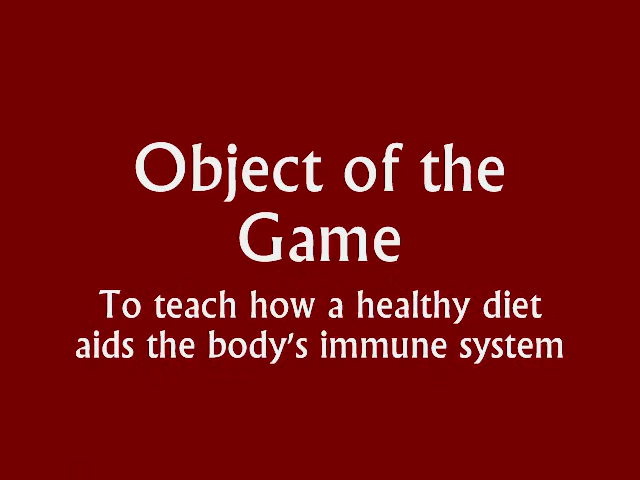 Object of the
Game
To teach how a healthy diet
aids the body's immune system